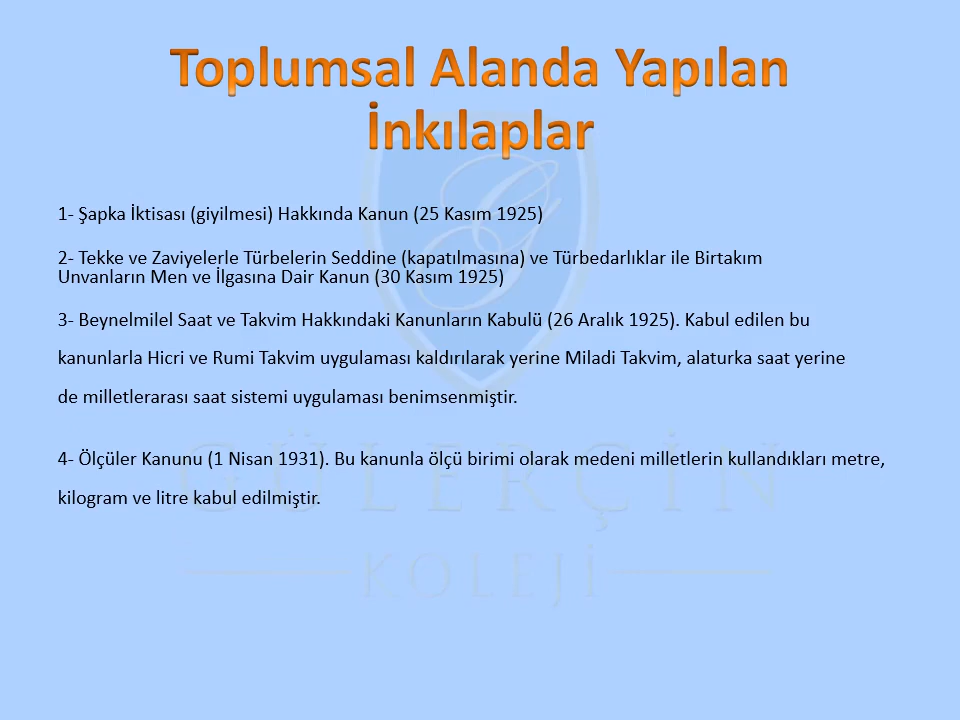 Toplumsal Alanda Yapılan
İnkılaplar
1- Şapka İktisası (giyilmesi) Hakkında Kanun (25 Kasım 1925)
2- Tekke ve Zaviyelerle Türbelerin Seddine (kapatılmasına) ve Türbedarlıklar ile Birtakım
Unvanların Men ve İlgasına Dair Kanun (30 Kasım 1925)
3- Beynelmilel Saat ve Takvim Hakkındaki Kanunların Kabulü (26 Aralık 1925). Kabul edilen bu
kanunlarla Hicri ve Rumi Takvim uygulaması kaldırılarak yerine Miladi Takvim, alaturka saat yerine
de milletlerarası saat sistemi uygulaması benimsenmiştir.
4- Ölçüler Kanunu (1 Nisan 1931). Bu kanunla ölçü birimi olarak medeni milletlerin kullandıkları metre,
kilogram ve litre kabul edilmiştir.
GÜLERÇİN
KOLEJİ